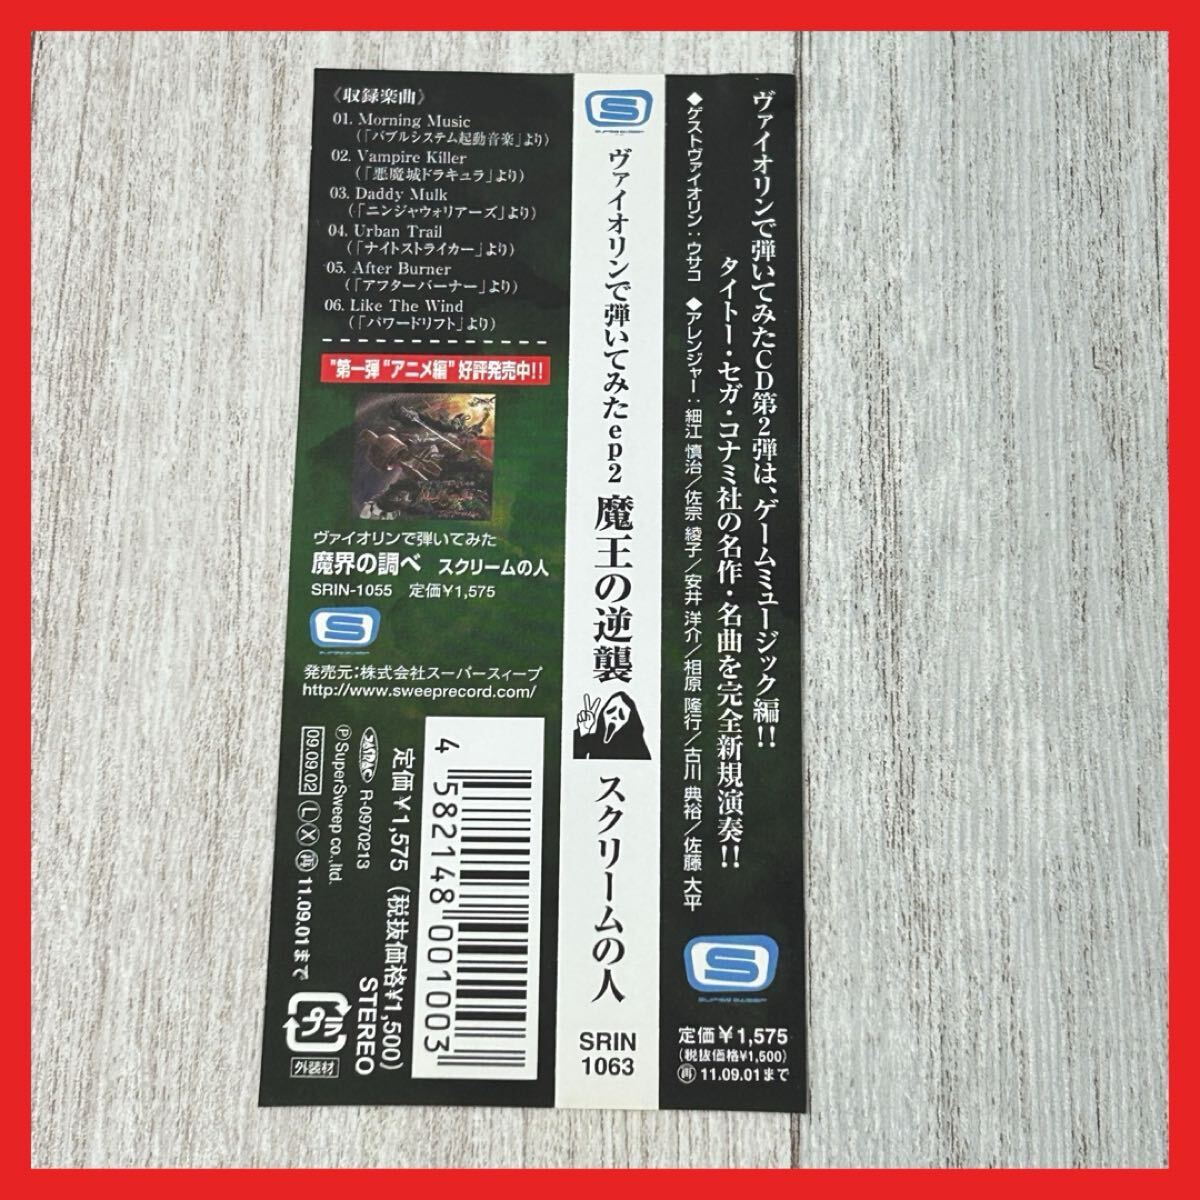 ヴァイオリンで弾いてみたCD第2弾は、ゲームミュージック編!!
タイトー・セガ・コナミ社の名作・名曲を完全新規演奏!!
◆ゲストヴァイオリン:ウサコ ◆アレンジャー:細江 慎治/佐宗 綾子/安井 洋介/相原 隆行/古川 典裕/佐藤 大平
S
SUPER SWEEP
定価￥1,575
(税抜価格¥1,500)
再 11.09.01まで
S
SUPER SWEEP
ヴァイオリンで弾いてみたep2 魔王の逆襲 スクリームの人
SRIN
1063
《収録楽曲》
01. Morning Music
(「バブルシステム起動音楽」より)
02. Vampire Killer
(「悪魔城ドラキュラ」より)
03. Daddy Mulk
(「ニンジャウォリアーズ」より)
04. Urban Trail
(「ナイトストライカー」より)
05. After Burner
(「アフターバーナー」より)
06. Like The Wind
(「パワードリフト」より)
"第一弾"アニメ編"好評発売中!!
ヴァイオリンで弾いてみた
魔界の調べ スクリームの人
SRIN-1055 定価¥1,575
S
発売元:株式会社スーパースィープ
http://www.sweeprecord.com/
4 582148 001003
定価￥1,575 (税抜価格¥1,500)
STEREO
JASRAC R-0970213
ⓅSuperSweep co.,ltd.
09.09.02 L X 再 11.09.01まで
プラ
外装材